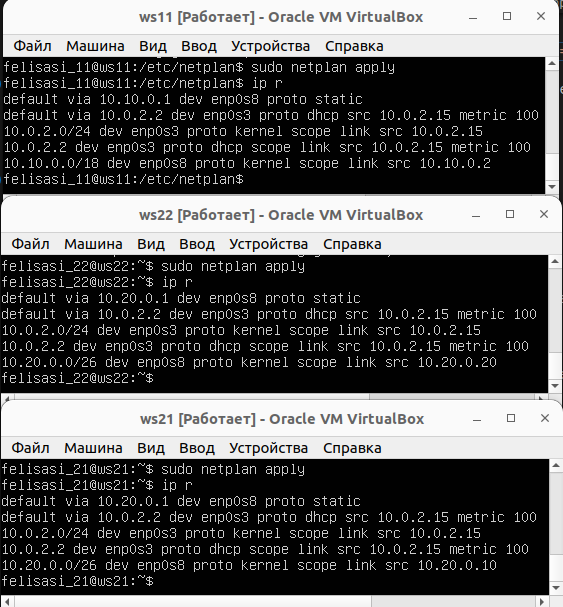 ws11 [Работает] - Oracle VM VirtualBox
Файл Машина Вид Ввод Устройства Справка
felisasi_11@ws11:/etc/netplan$ sudo netplan apply
felisasi_11@ws11:/etc/netplan$ ip r
default via 10.10.0.1 dev enp0s8 proto static
default via 10.0.2.2 dev enp0s3 proto dhcp src 10.0.2.15 metric 100
10.0.2.0/24 dev enp0s3 proto kernel scope link src 10.0.2.15
10.0.2.2 dev enp0s3 proto dhcp scope link src 10.0.2.15 metric 100
10.10.0.0/18 dev enp0s8 proto kernel scope link src 10.10.0.2
felisasi_11@ws11:/etc/netplan$
ws22 [Работает] - Oracle VM VirtualBox
Файл Машина Вид Ввод Устройства Справка
felisasi_22@ws22:~$ sudo netplan apply
felisasi_22@ws22:~$ ip r
default via 10.20.0.1 dev enp0s8 proto static
default via 10.0.2.2 dev enp0s3 proto dhcp src 10.0.2.15 metric 100
10.0.2.0/24 dev enp0s3 proto kernel scope link src 10.0.2.15
10.0.2.2 dev enp0s3 proto dhcp scope link src 10.0.2.15 metric 100
10.20.0.0/26 dev enp0s8 proto kernel scope link src 10.20.0.20
felisasi_22@ws22:~$
ws21 [Работает] - Oracle VM VirtualBox
Файл Машина Вид Ввод Устройства Справка
felisasi_21@ws21:~$ sudo netplan apply
felisasi_21@ws21:~$ ip r
default via 10.20.0.1 dev enp0s8 proto static
default via 10.0.2.2 dev enp0s3 proto dhcp src 10.0.2.15 metric 100
10.0.2.0/24 dev enp0s3 proto kernel scope link src 10.0.2.15
10.0.2.2 dev enp0s3 proto dhcp scope link src 10.0.2.15 metric 100
10.20.0.0/26 dev enp0s8 proto kernel scope link src 10.20.0.10
felisasi_21@ws21:~$